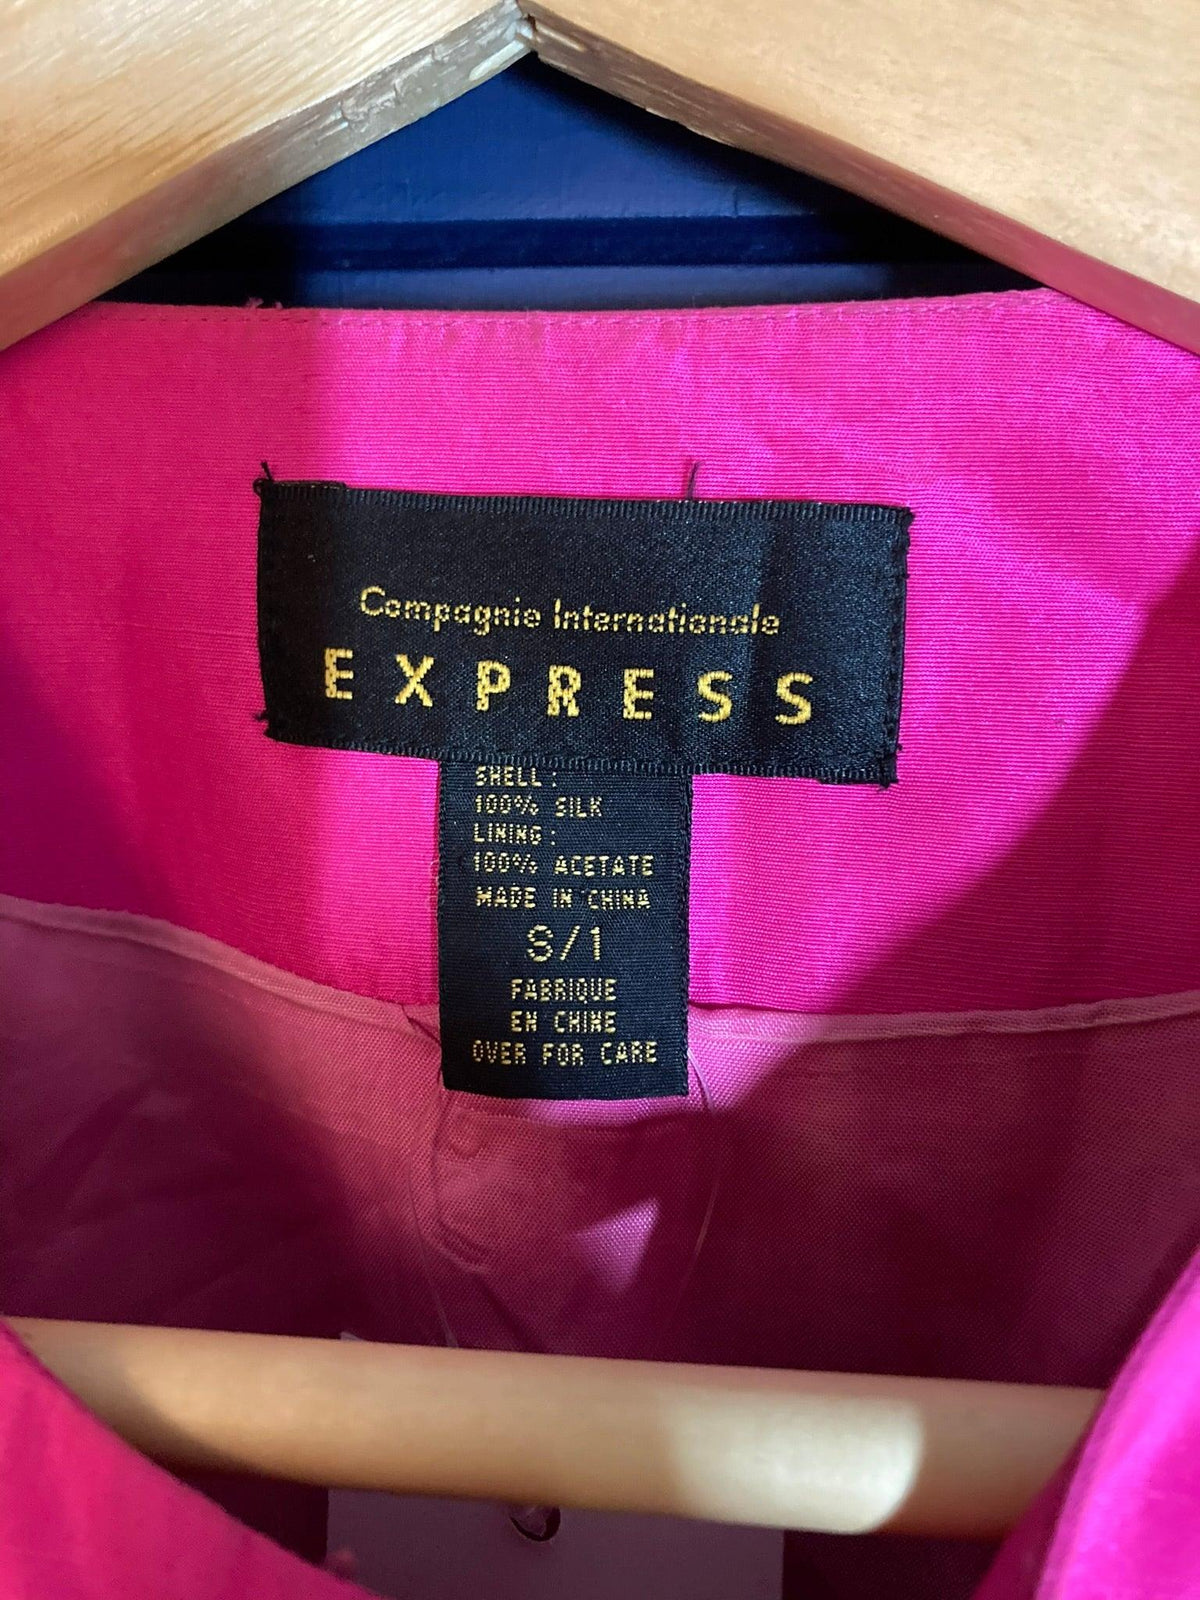 Compagnie Internationale
EXPRESS
SHELL:
100% SILK
LINING:
100% ACETATE
MADE IN CHINA
S/1
FABRIQUE
EN CHINE
OVER FOR CARE